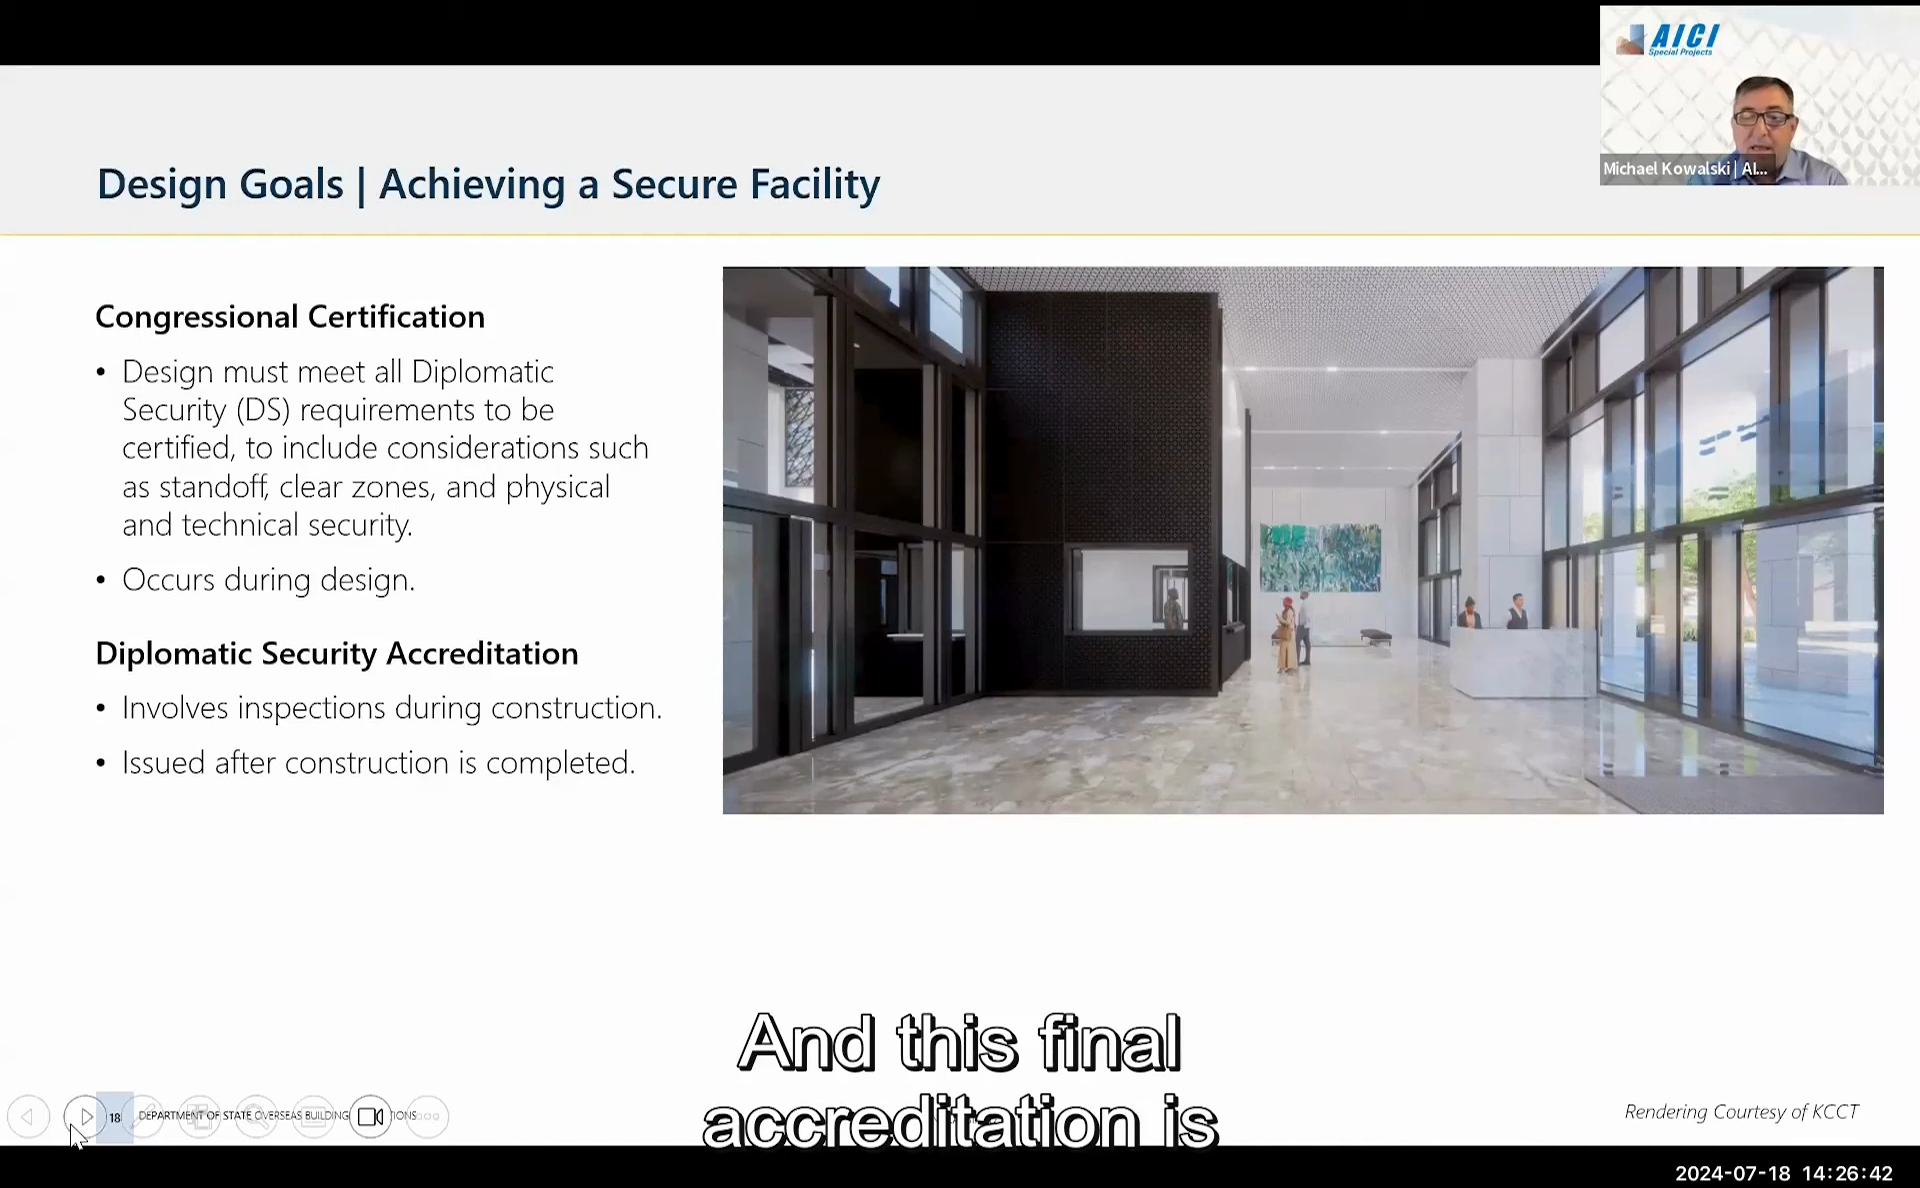 AICI
Special Projects
Michael Kowalski | AI...
Design Goals | Achieving a Secure Facility
Congressional Certification
• Design must meet all Diplomatic
Security (DS) requirements to be
certified, to include considerations such
as standoff, clear zones, and physical
and technical security.
• Occurs during design.
Diplomatic Security Accreditation
• Involves inspections during construction.
• Issued after construction is completed.
And this final
accreditation is
18
DEPARTMENT OF STATE OVERSEAS BUILDING TIONS
Rendering Courtesy of KCCT
2024-07-18 14:26:42